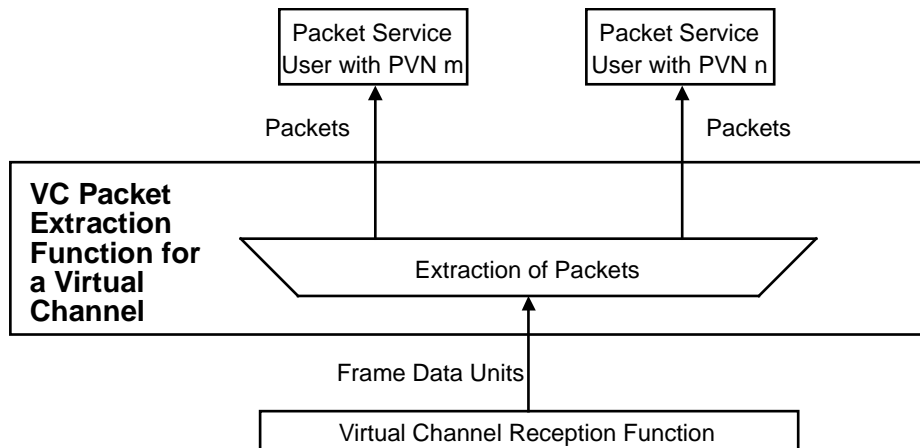 Packet Service
User with PVN m
Packet Service
User with PVN n
Packets
Packets
VC Packet
Extraction
Function for
a Virtual
Channel
Extraction of Packets
Frame Data Units
Virtual Channel Reception Function